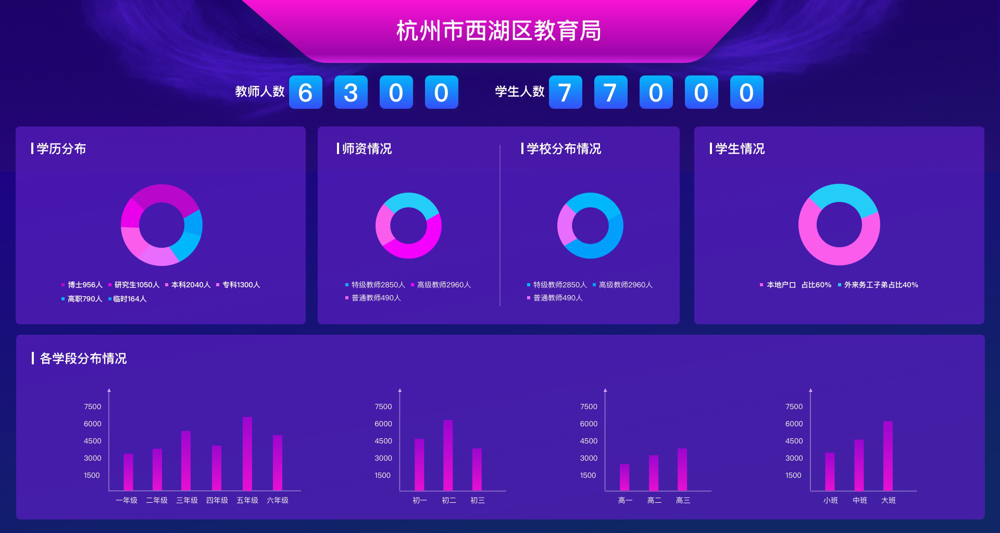 杭州市西湖区教育局
教师人数 6 3 0 0 学生人数 7 7 0 0 0
学历分布
博士956人 研究生1050人 本科2040人 专科1300人
高职790人 临时164人
师资情况
特级教师2850人 高级教师2960人
普通教师490人
学校分布情况
特级教师2850人 高级教师2960人
普通教师490人
学生情况
本地户口 占比60% 外来务工子弟占比40%
各学段分布情况
7500
6000
4500
3000
1500
一年级 二年级 三年级 四年级 五年级 六年级
7500
6000
4500
3000
1500
初一 初二 初三
7500
6000
4500
3000
1500
高一 高二 高三
7500
6000
4500
3000
1500
小班 中班 大班